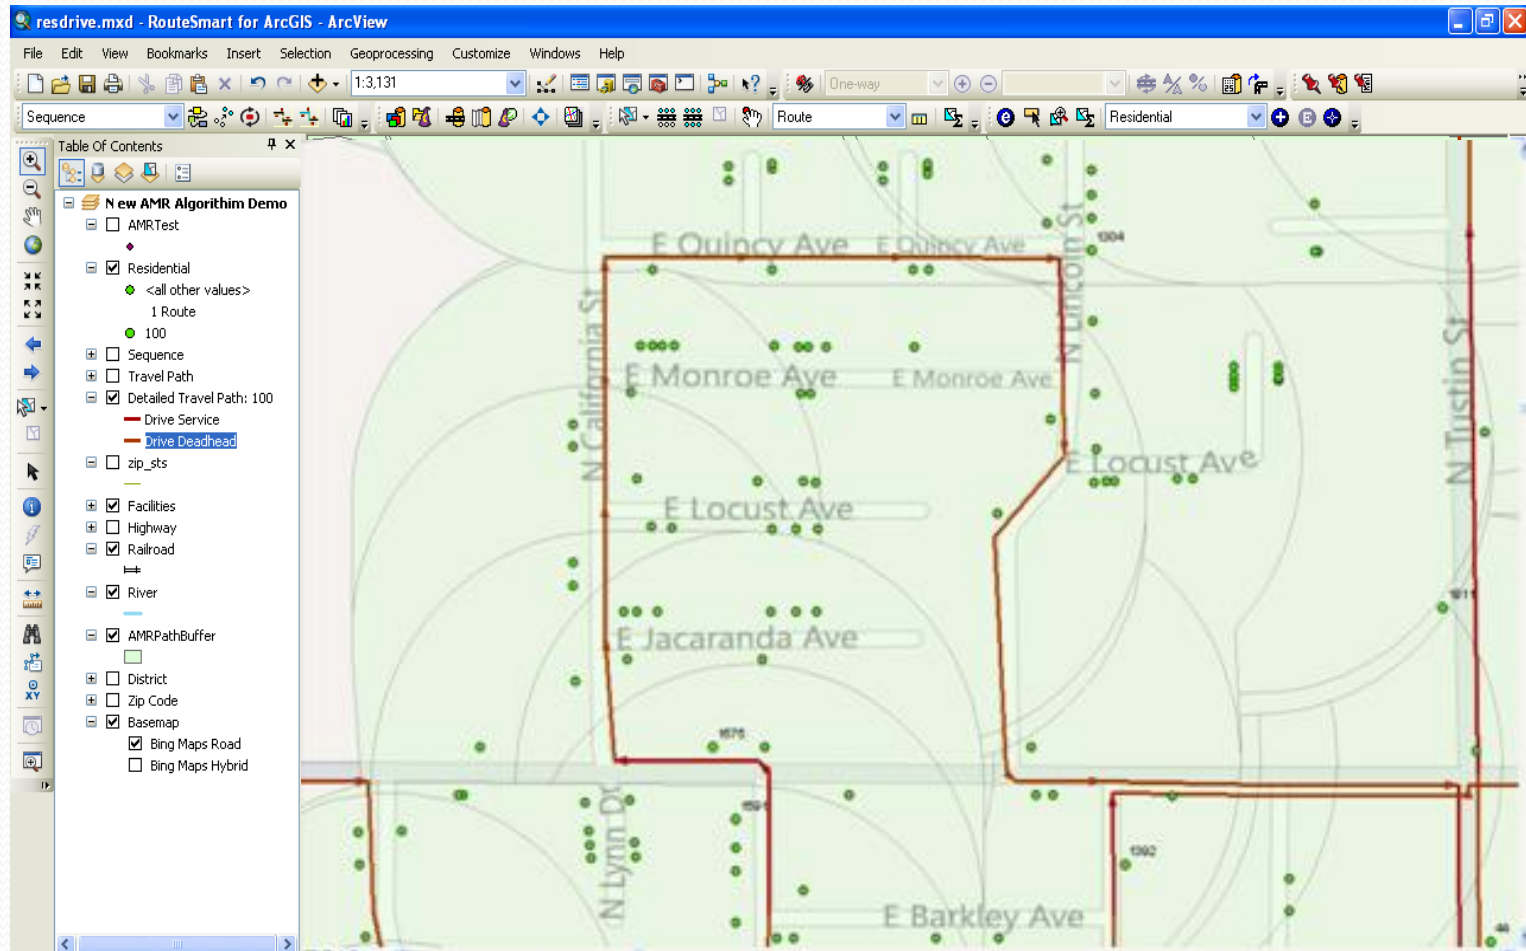 resdrive.mxd - RouteSmart for ArcGIS - ArcView
File Edit View Bookmarks Insert Selection Geoprocessing Customize Windows Help
1:3,131
One-way
Sequence
Route
Residential
Table Of Contents
New AMR Algorithim Demo
AMRTest
Residential
<all other values>
1 Route
100
Sequence
Travel Path
Detailed Travel Path: 100
Drive Service
Drive Deadhead
zip_sts
Facilities
Highway
Railroad
River
AMRPathBuffer
District
Zip Code
Basemap
Bing Maps Road
Bing Maps Hybrid
E Quincy Ave
E Quincy Ave
N Lincoln St
1304
N California St
E Monroe Ave
E Monroe Ave
N Tustin St
E Locust Ave
E Locust Ave
1811
E Jacaranda Ave
1676
N Lynn Dr
1392
E Barkley Ave
44